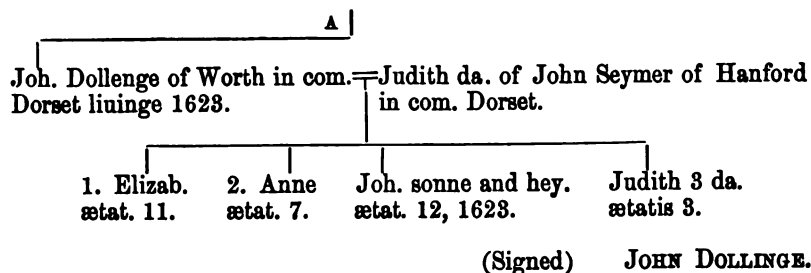 A
Joh. Dollenge of Worth in com.=Judith da. of John Seymer of Hanford
Dorset liuinge 1623. in com. Dorset.
1. Elizab. 2. Anne Joh. sonne and hey. Judith 3 da.
ætat. 11. ætat. 7. ætat. 12, 1623. ætatis 3.
(Signed) JOHN DOLLINGE.